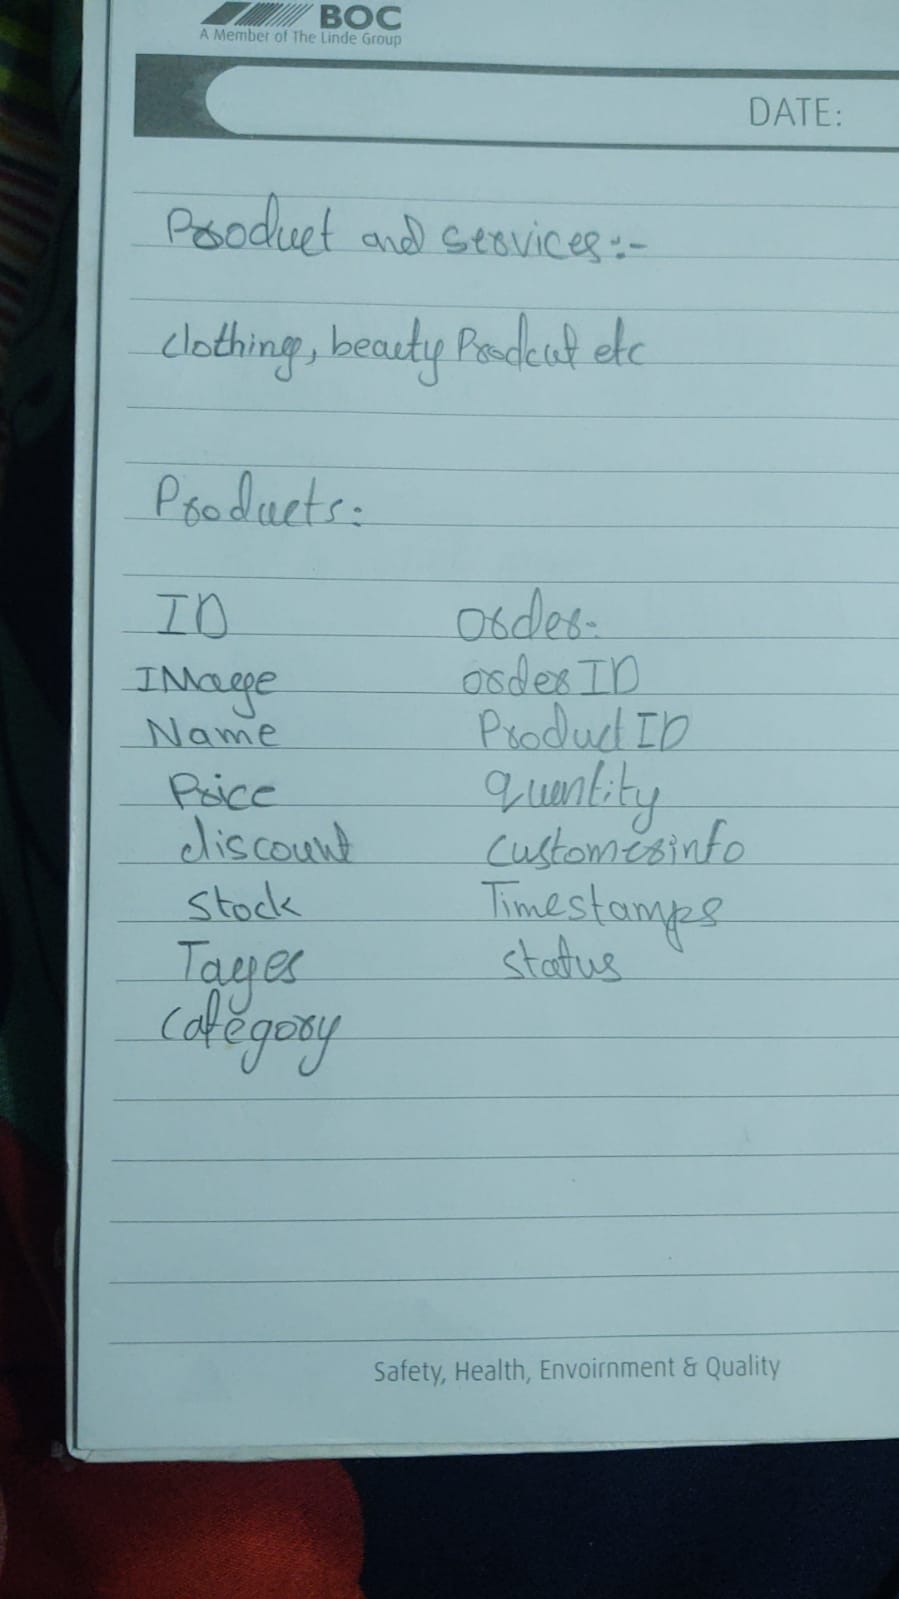 BOC
A Member of The Linde Group
DATE:
Product and services:-
clothing, beauty Prodcut etc
Products:
ID
IMage
Name
Price
discount
Stock
Tages
Category
order:
order ID
Product ID
quentity
customerinfo
Timestamps
status
Safety, Health, Envoirnment & Quality